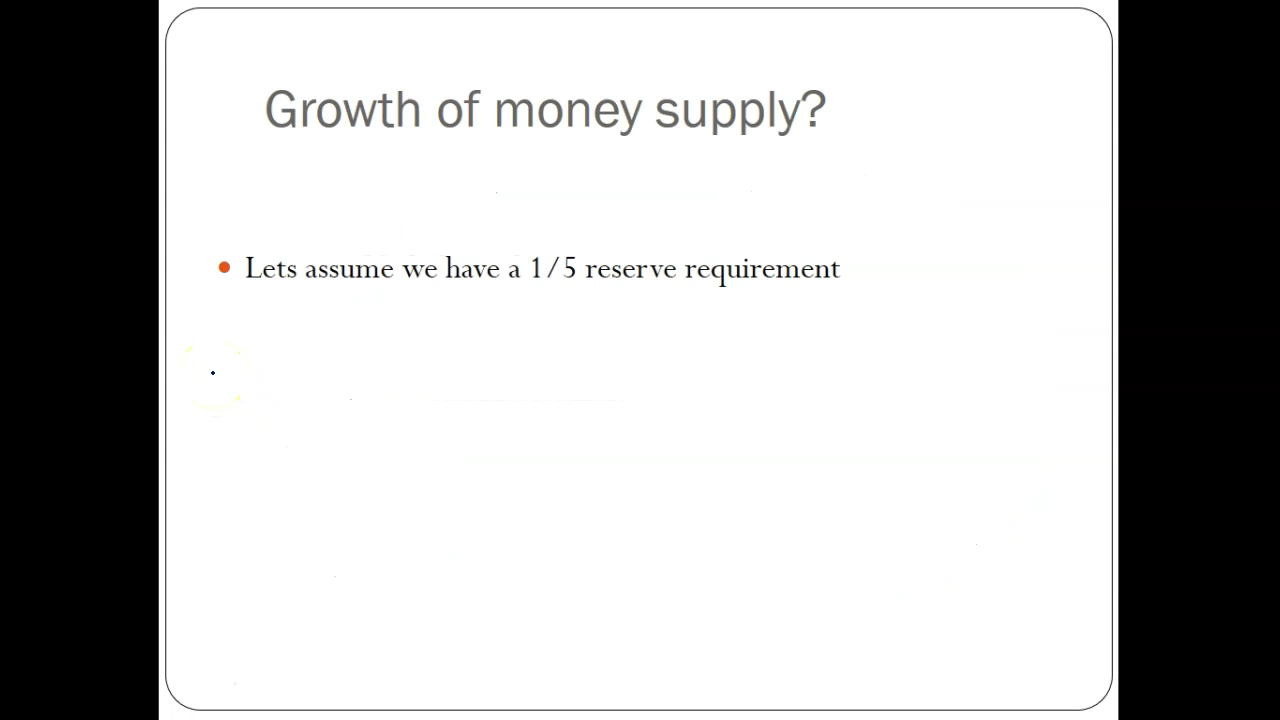 Growth of money supply?
Lets assume we have a 1/5 reserve requirement